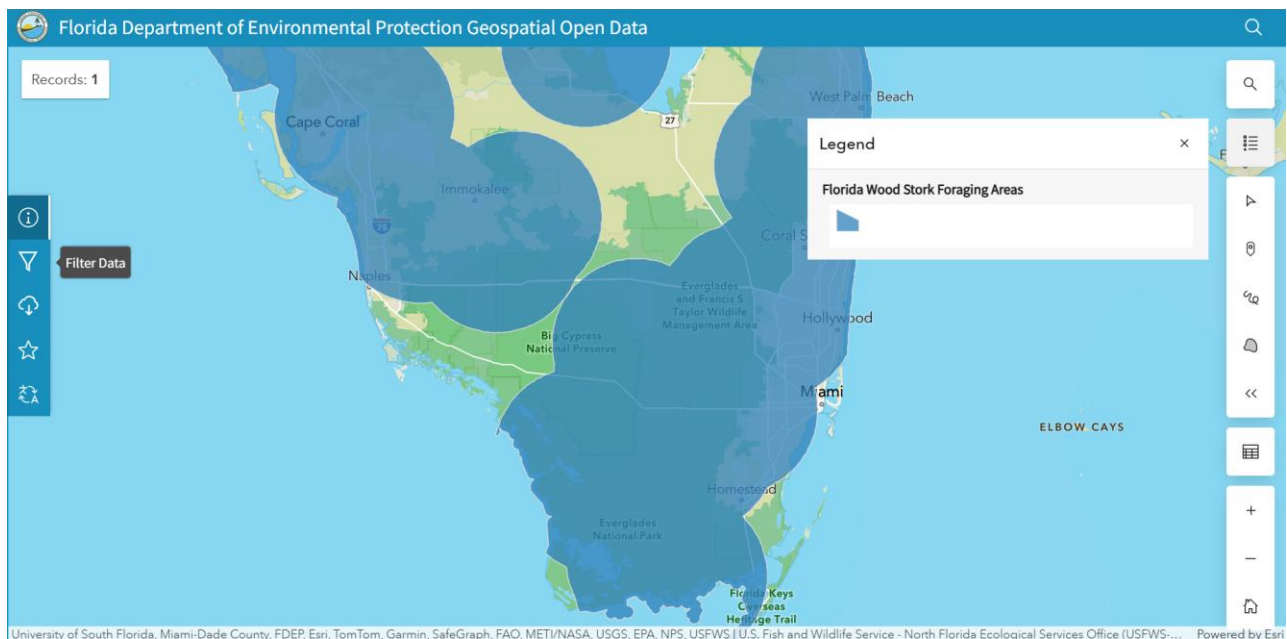 Florida Department of Environmental Protection Geospatial Open Data
Records: 1
West Palm Beach
27
Cape Coral
Legend
Florida Wood Stork Foraging Areas
Immokalee
75
Coral S
Filter Data
Naples
Everglades
and Francis S
Taylor Wildlife
Management Area
Hollywood
Big Cypress
National Preserve
Miami
ELBOW CAYS
Homestead
Everglades
National Park
Florida Keys
Overseas
Heritage Trail
University of South Florida, Miami-Dade County, FDEP, Esri, TomTom, Garmin, SafeGraph, FAO, METI/NASA, USGS, EPA, NPS, USFWS | U.S. Fish and Wildlife Service - North Florida Ecological Services Office (USFWS-... Powered by Esri